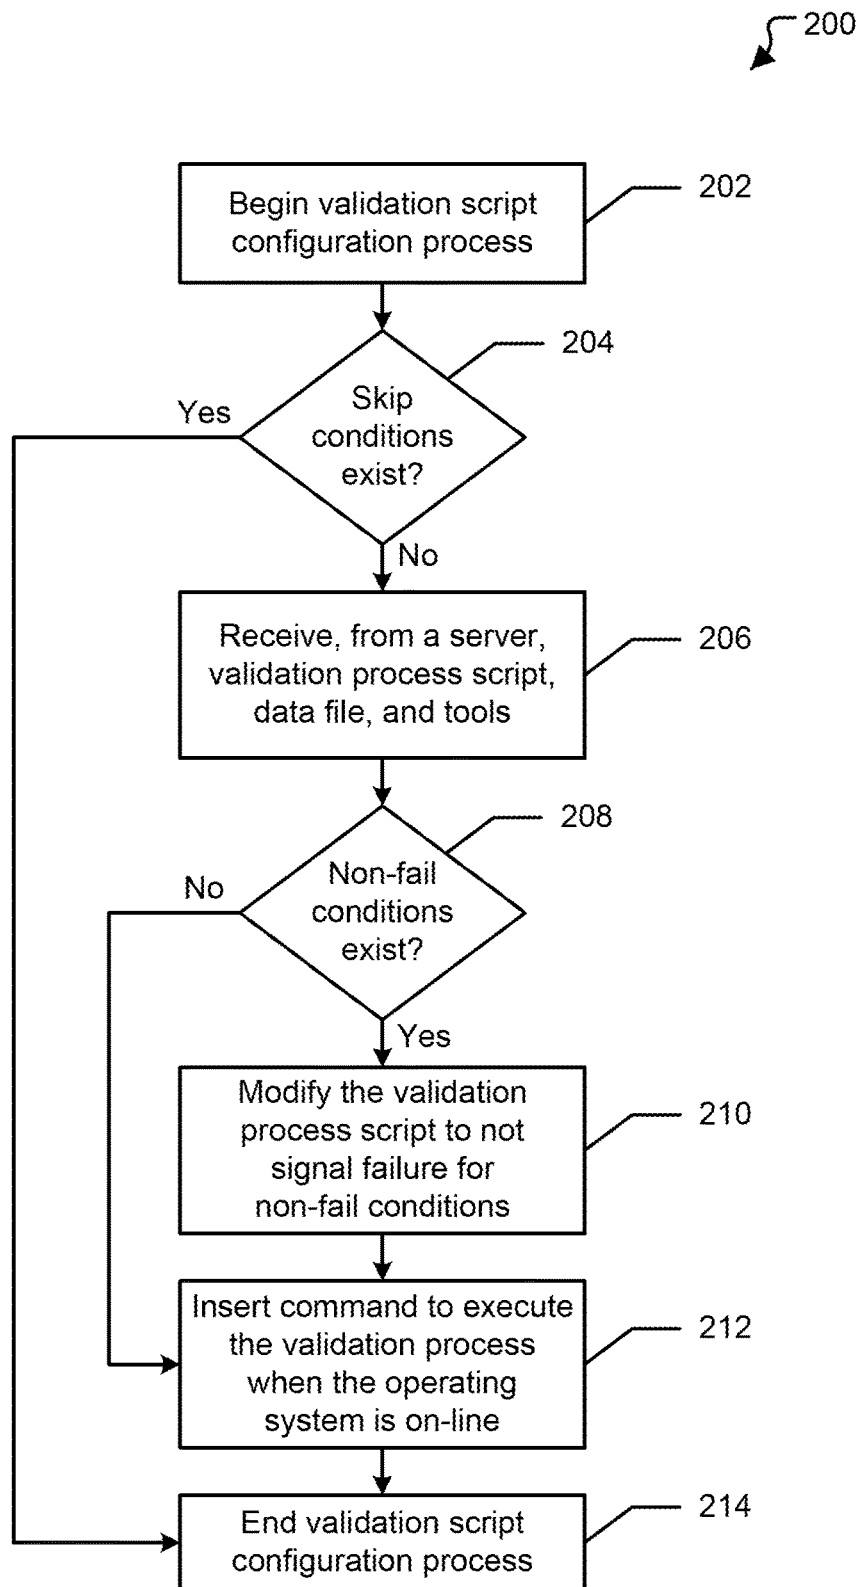 200
Begin validation script
configuration process
202
204
Skip
conditions
exist?
Yes
No
Receive, from a server,
validation process script,
data file, and tools
206
208
Non-fail
conditions
exist?
No
Yes
Modify the validation
process script to not
signal failure for
non-fail conditions
210
Insert command to execute
the validation process
when the operating
system is on-line
212
End validation script
configuration process
214